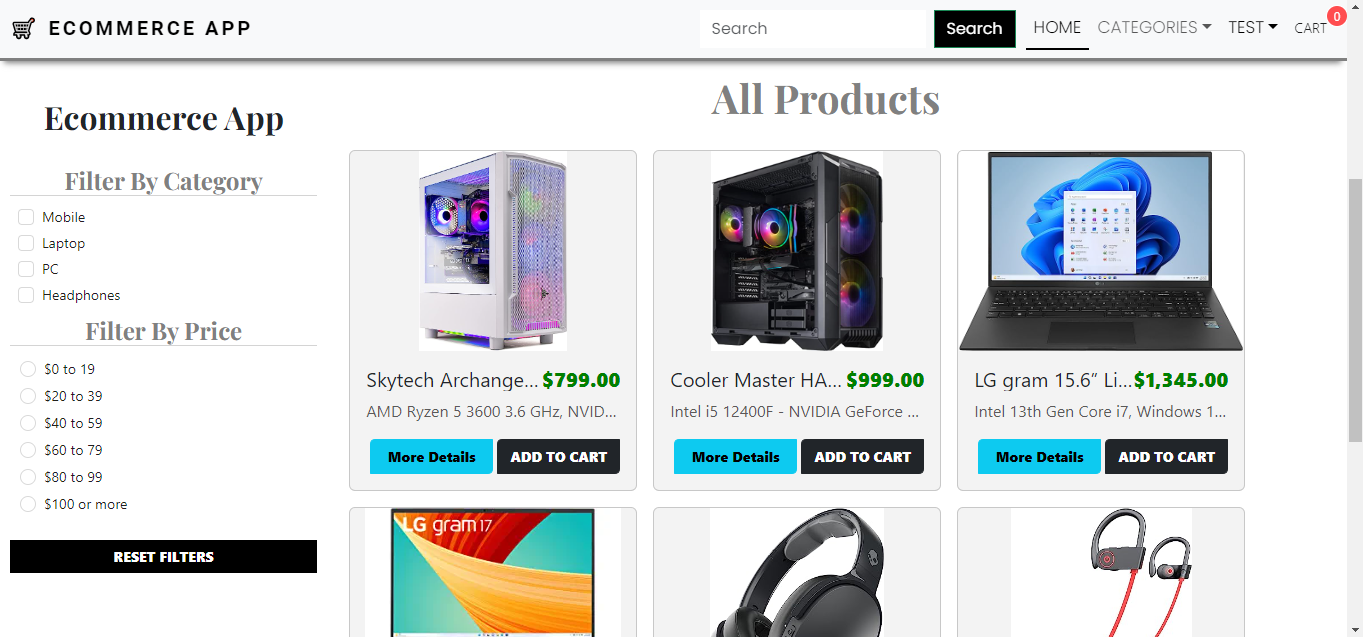 ECOMMERCE APP
Search
Search
HOME
CATEGORIES
TEST
CART
0
Ecommerce App
Filter By Category
Mobile
Laptop
PC
Headphones
Filter By Price
$0 to 19
$20 to 39
$40 to 59
$60 to 79
$80 to 99
$100 or more
RESET FILTERS
All Products
Skytech Archange... $799.00
AMD Ryzen 5 3600 3.6 GHz, NVID...
More Details
ADD TO CART
Cooler Master HA... $999.00
Intel i5 12400F - NVIDIA GeForce ...
More Details
ADD TO CART
LG gram 15.6” Li... $1,345.00
Intel 13th Gen Core i7, Windows 1...
More Details
ADD TO CART
LG gram 17